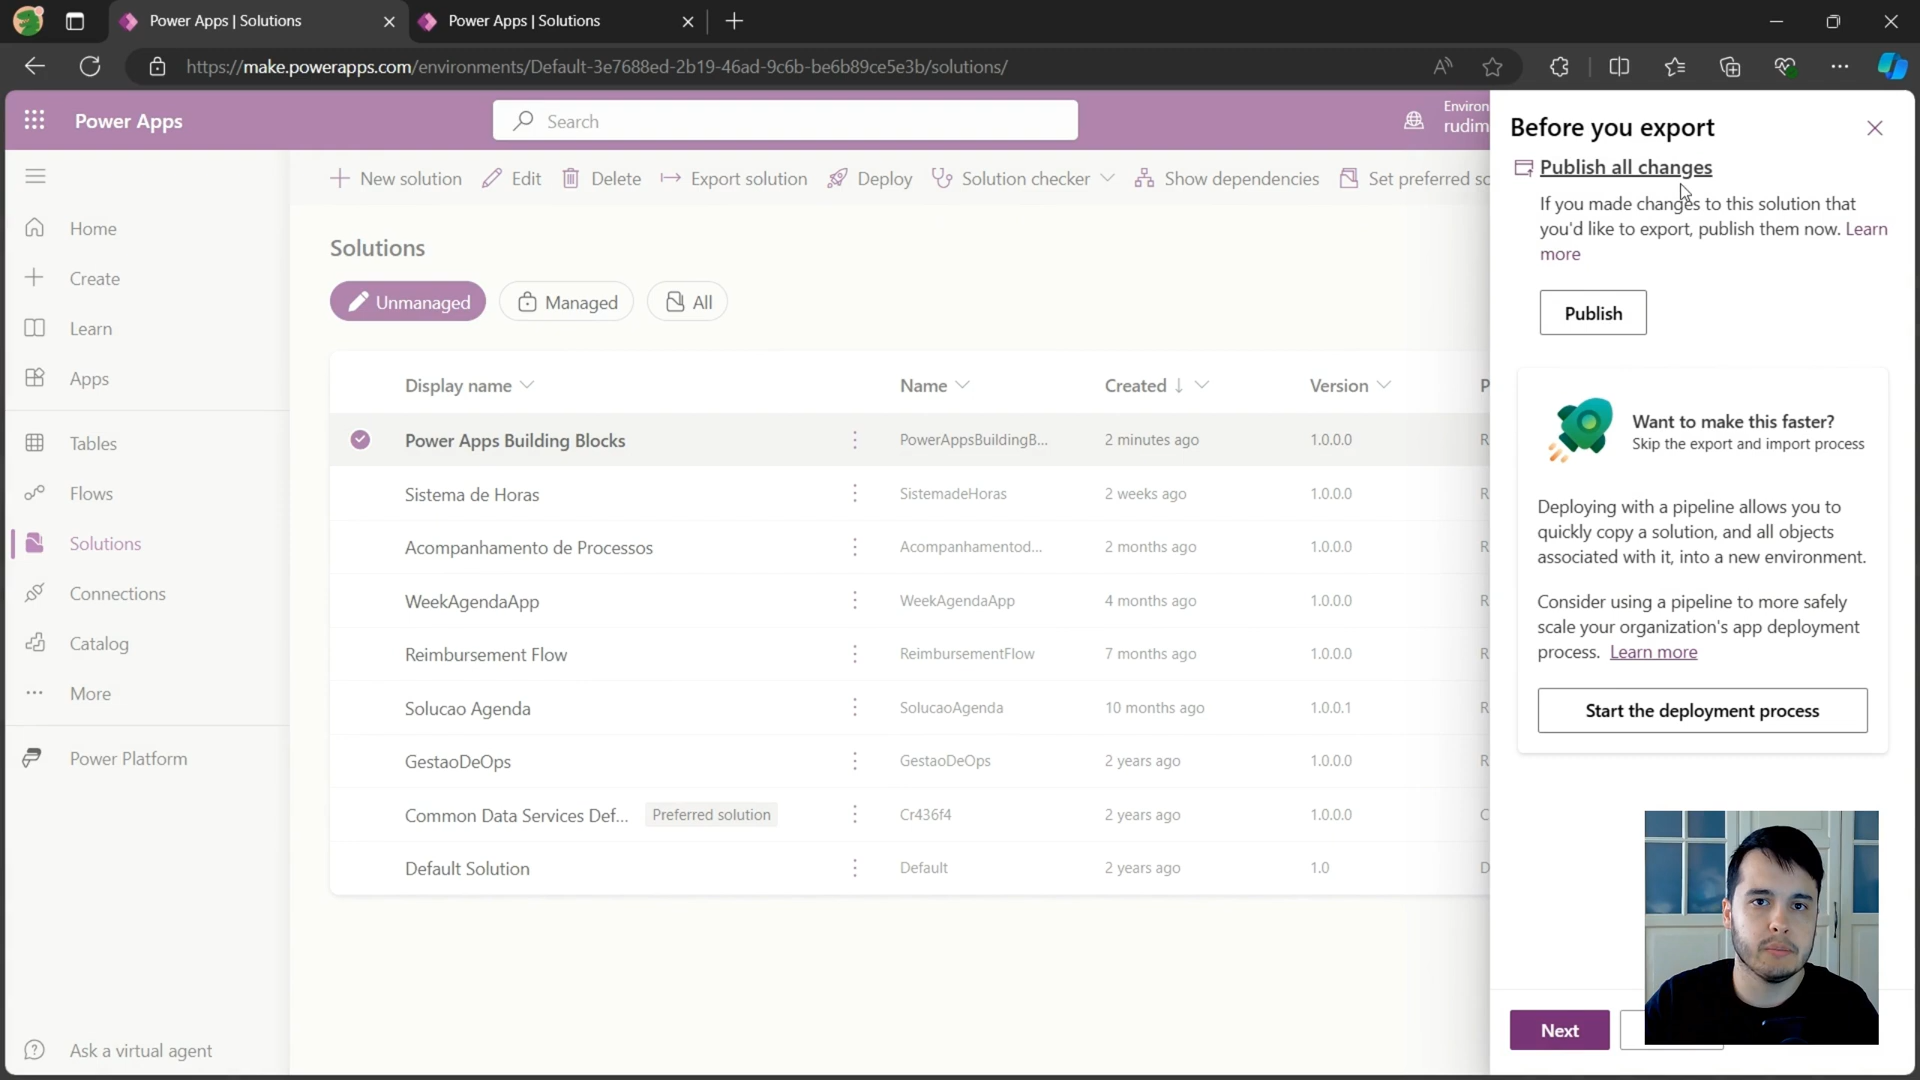 Power Apps | Solutions
Power Apps | Solutions
https://make.powerapps.com/environments/Default-3e7688ed-2b19-46ad-9c6b-be6b89ce5e3b/solutions/
Power Apps
Search
Environ
rudim
New solution
Edit
Delete
Export solution
Deploy
Solution checker
Show dependencies
Set preferred so
Home
Create
Learn
Apps
Tables
Flows
Solutions
Connections
Catalog
More
Power Platform
Ask a virtual agent
Solutions
Unmanaged
Managed
All
Display name Name Created Version P
Power Apps Building Blocks PowerAppsBuildingB... 2 minutes ago 1.0.0.0 R
Sistema de Horas SistemadeHoras 2 weeks ago 1.0.0.0 R
Acompanhamento de Processos Acompanhamentod... 2 months ago 1.0.0.0 R
WeekAgendaApp WeekAgendaApp 4 months ago 1.0.0.0 R
Reimbursement Flow ReimbursementFlow 7 months ago 1.0.0.0 R
Solucao Agenda SolucaoAgenda 10 months ago 1.0.0.1 R
GestaoDeOps GestaoDeOps 2 years ago 1.0.0.0 R
Common Data Services Def... Preferred solution Cr436f4 2 years ago 1.0.0.0 C
Default Solution Default 2 years ago 1.0 D
Before you export
Publish all changes
If you made changes to this solution that
you'd like to export, publish them now. Learn
more
Publish
Want to make this faster?
Skip the export and import process
Deploying with a pipeline allows you to
quickly copy a solution, and all objects
associated with it, into a new environment.
Consider using a pipeline to more safely
scale your organization's app deployment
process. Learn more
Start the deployment process
Next